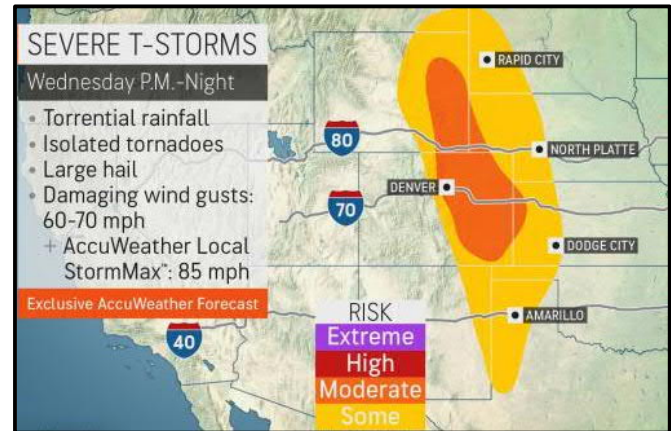 SEVERE T-STORMS
Wednesday P.M.-Night
• Torrential rainfall
• Isolated tornadoes
• Large hail
• Damaging wind gusts:
60-70 mph
+ AccuWeather Local
StormMax™: 85 mph
Exclusive AccuWeather Forecast
RAPID CITY
80
NORTH PLATTE
DENVER
70
DODGE CITY
AMARILLO
40
RISK
Extreme
High
Moderate
Some